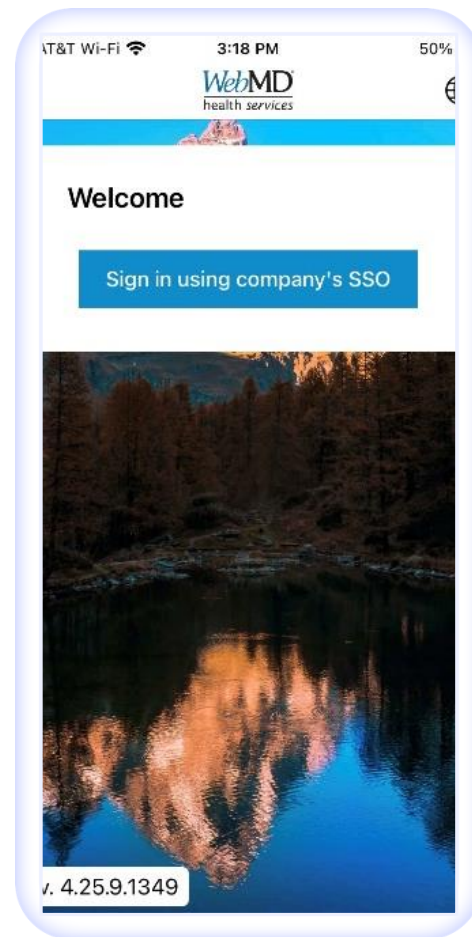 AT&T Wi-Fi 3:18 PM 50%
WebMD
health services
Welcome
Sign in using company's SSO
v. 4.25.9.1349